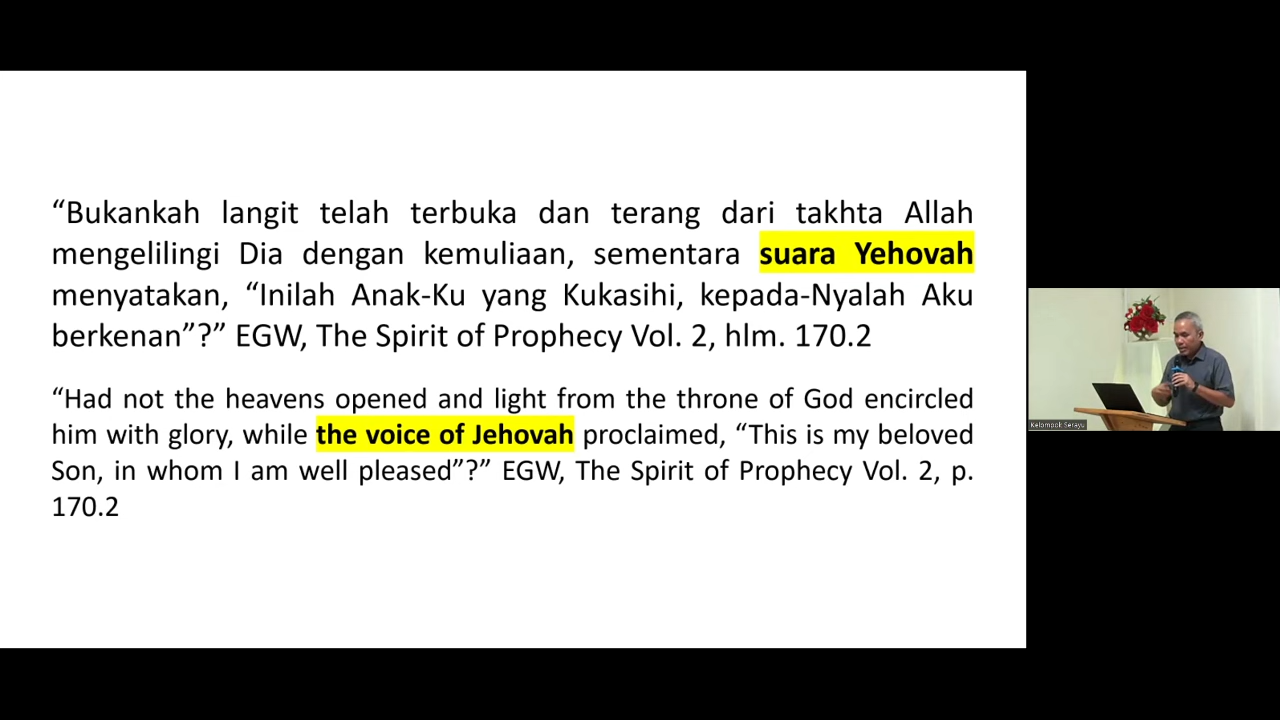 “Bukankah langit telah terbuka dan terang dari takhta Allah
mengelilingi Dia dengan kemuliaan, sementara suara Yehovah
menyatakan, “Inilah Anak-Ku yang Kukasihi, kepada-Nyalah Aku
berkenan”?” EGW, The Spirit of Prophecy Vol. 2, hlm. 170.2
“Had not the heavens opened and light from the throne of God encircled
him with glory, while the voice of Jehovah proclaimed, “This is my beloved
Son, in whom I am well pleased”?” EGW, The Spirit of Prophecy Vol. 2, p.
170.2
Kelompok Serayu